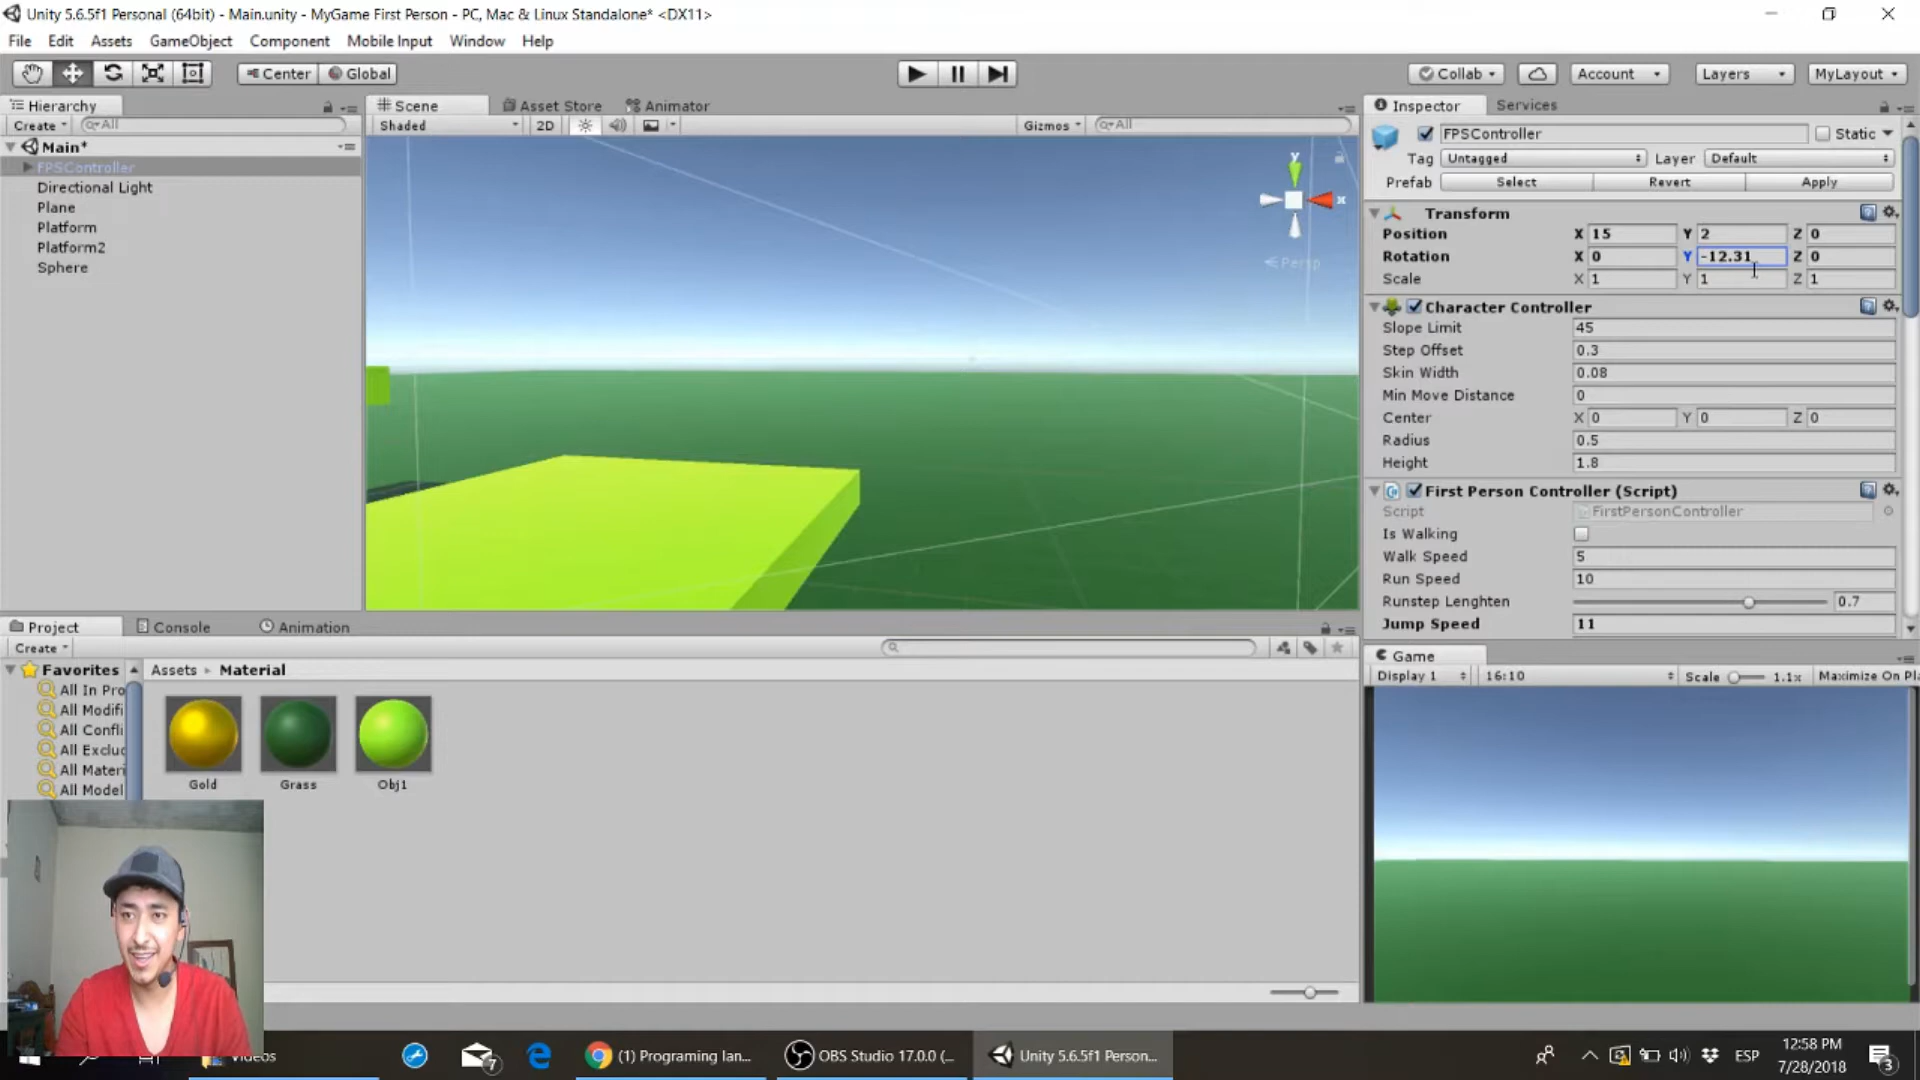 Unity 5.6.5f1 Personal (64bit) - Main.unity - MyGame First Person - PC, Mac & Linux Standalone* <DX11>
File Edit Assets GameObject Component Mobile Input Window Help
Center Global Collab Account Layers MyLayout
Hierarchy
Create All
Main*
FPSController
Directional Light
Plane
Platform
Platform2
Sphere
Scene Asset Store Animator
Shaded 2D Gizmos All
y
x
Persp
Inspector Services
FPSController Static
Tag Untagged Layer Default
Prefab Select Revert Apply
Transform
Position X 15 Y 2 Z 0
Rotation X 0 Y -12.31 Z 0
Scale X 1 Y 1 Z 1
Character Controller
Slope Limit 45
Step Offset 0.3
Skin Width 0.08
Min Move Distance 0
Center X 0 Y 0 Z 0
Radius 0.5
Height 1.8
First Person Controller (Script)
Script FirstPersonController
Is Walking
Walk Speed 5
Run Speed 10
Runstep Lenghten 0.7
Jump Speed 11
Project Console Animation
Create
Favorites
All In Pro
All Modifi
All Confli
All Exclud
All Materi
All Model
Assets Material
Gold Grass Obj1
Game
Display 1 16:10 Scale 1.1x Maximize On Pl
Videos
7
(1) Programing lan...
OBS Studio 17.0.0 (...
Unity 5.6.5f1 Person...
ESP
12:58 PM
7/28/2018
3